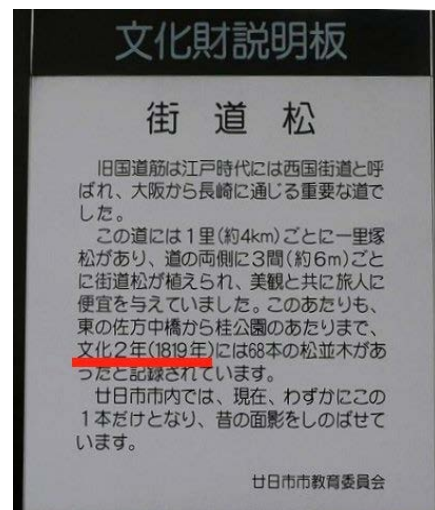 文化財説明板
街道松
旧国道筋は江戸時代には西国街道と呼
ばれ、大阪から長崎に通じる重要な道で
した。
この道には1里(約4km)ごとに一里塚
松があり、道の両側に3間(約6m)ごと
に街道松が植えられ、美観と共に旅人に
便宜を与えていました。このあたりも、
東の佐方中橋から桂公園のあたりまで、
文化2年(1819年)には68本の松並木があ
ったと記録されています。
廿日市市内では、現在、わずかにこの
1本だけとなり、昔の面影をしのばせて
います。
廿日市市教育委員会